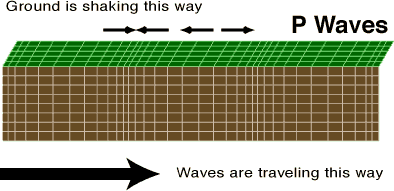 Ground is shaking this way
P Waves
Waves are traveling this way